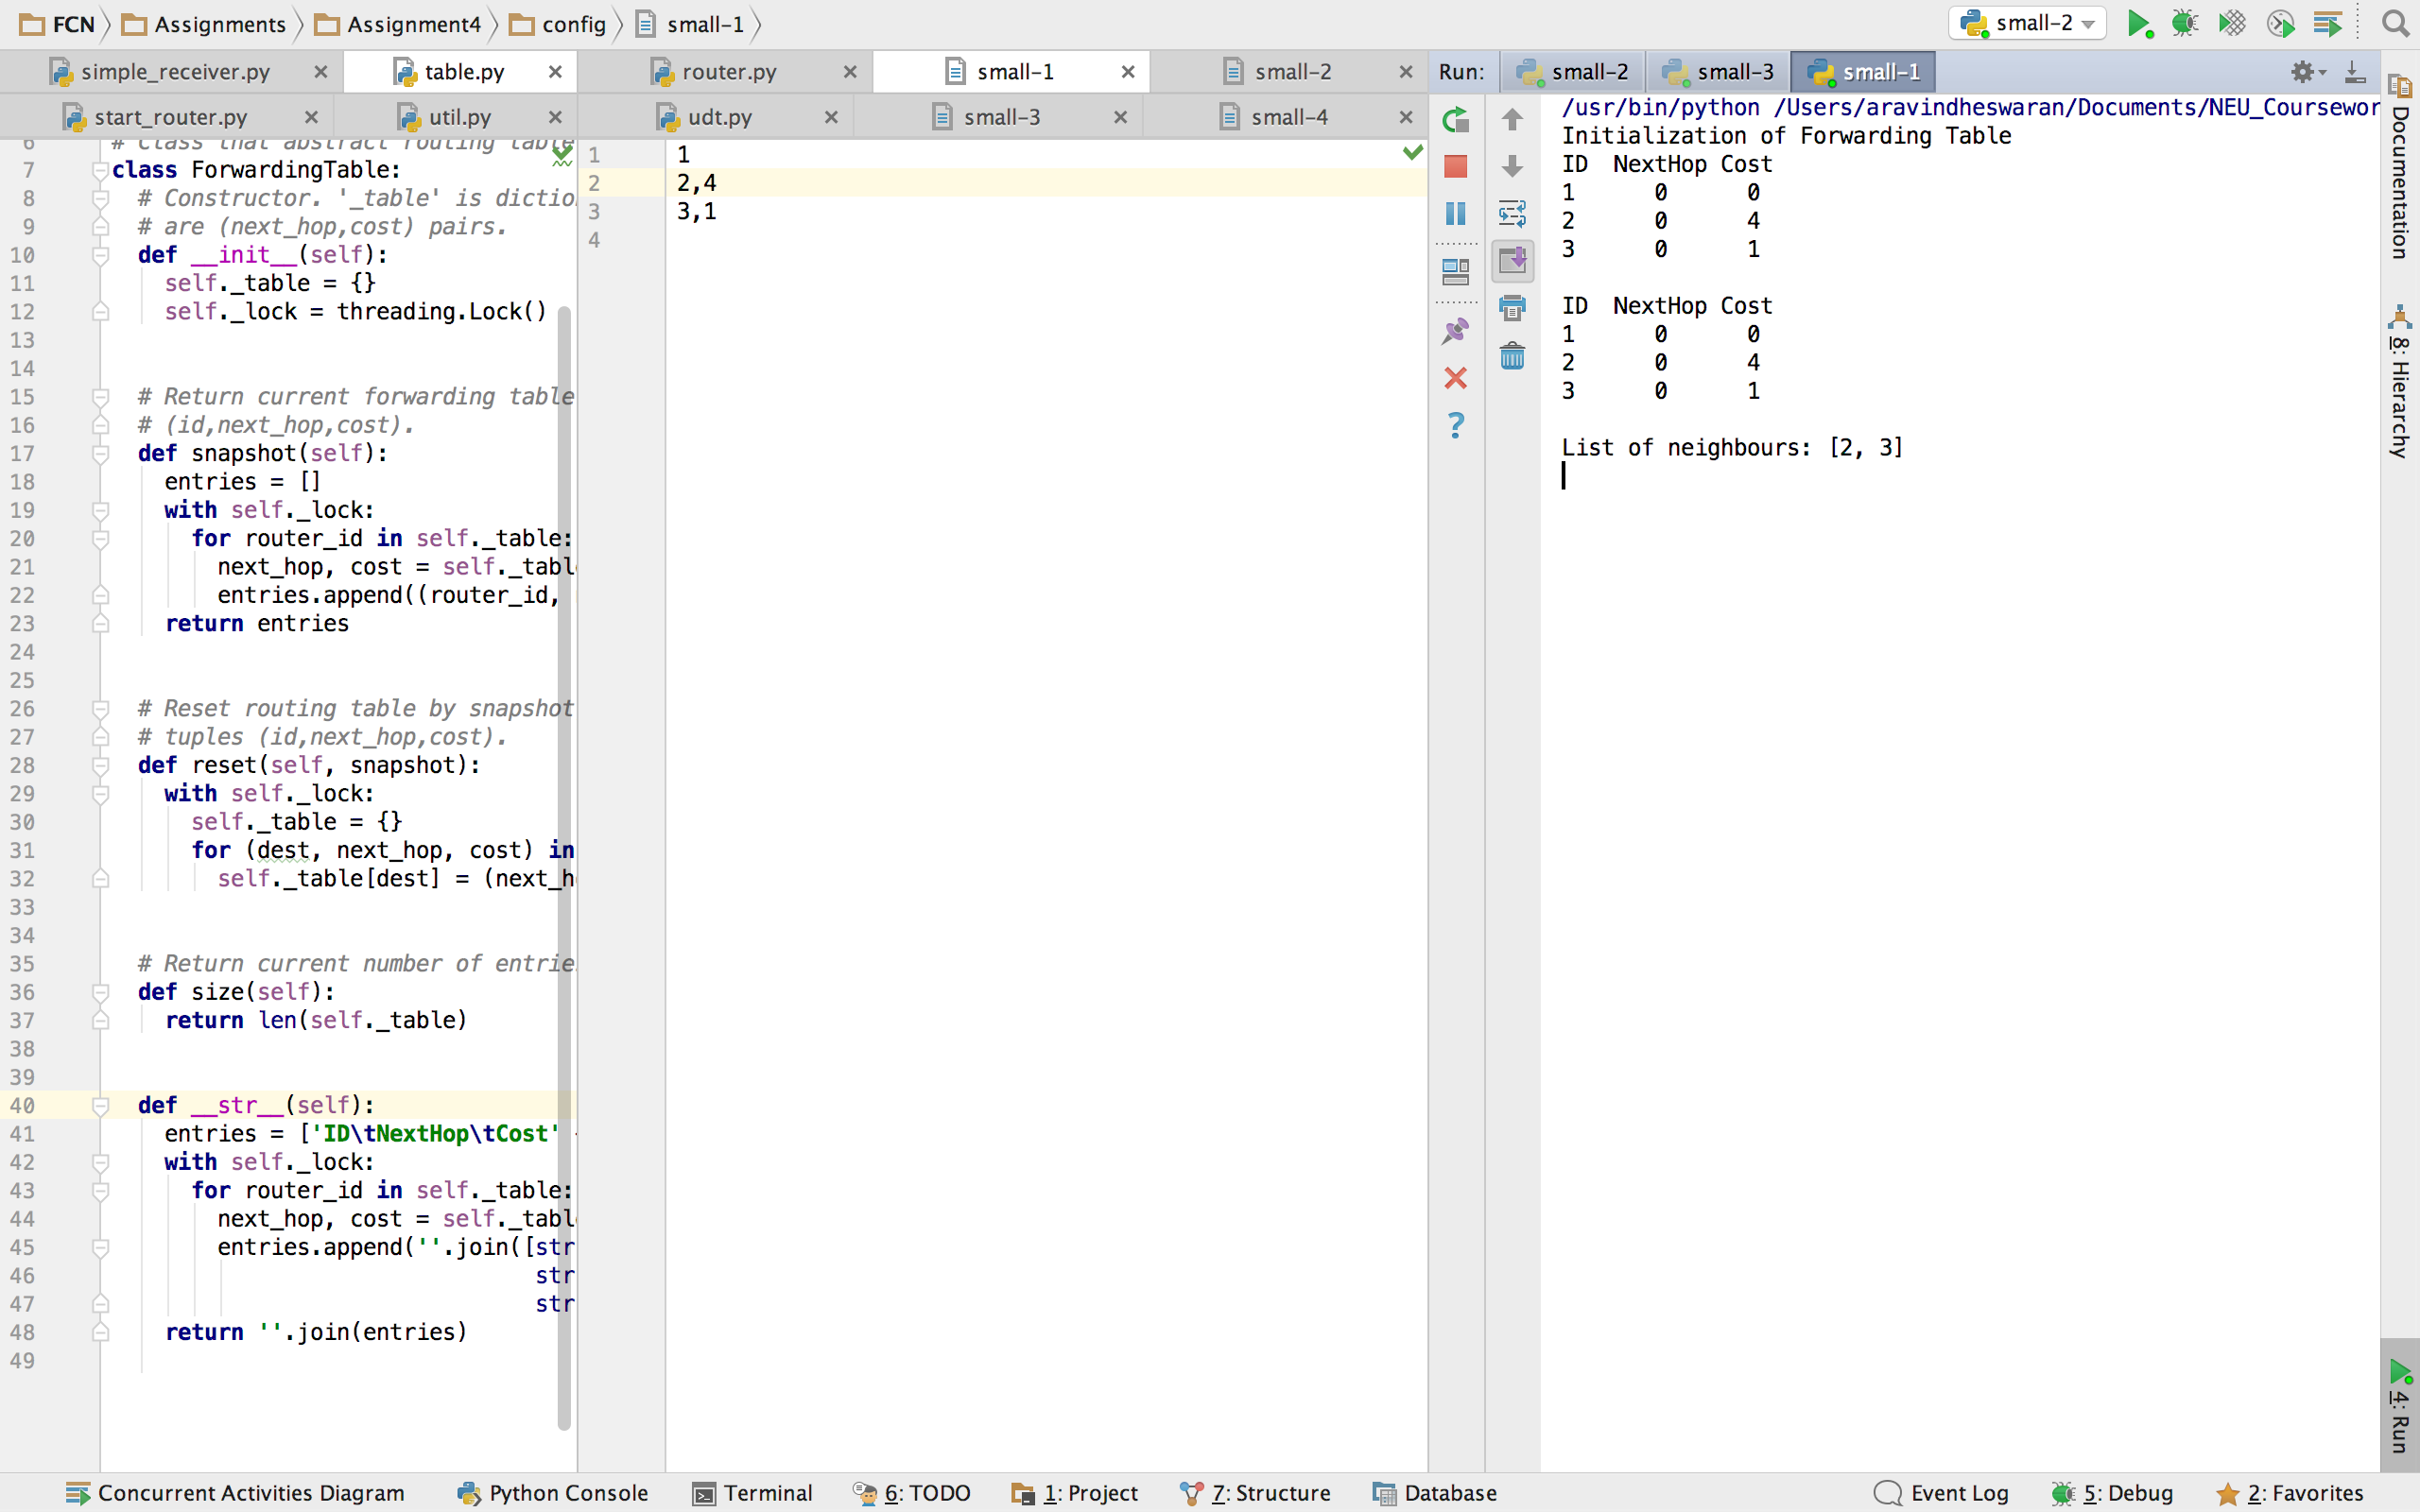 FCN Assignments Assignment4 config small-1
small-2
simple_receiver.py table.py router.py small-1 small-2
start_router.py util.py udt.py small-3 small-4
Run: small-2 small-3 small-1
6 # Class that abstract routing table
7 class ForwardingTable:
8 # Constructor. '_table' is dictio
9 # are (next_hop,cost) pairs.
10 def __init__(self):
11 self._table = {}
12 self._lock = threading.Lock()
13
14
15 # Return current forwarding table
16 # (id,next_hop,cost).
17 def snapshot(self):
18 entries = []
19 with self._lock:
20 for router_id in self._table:
21 next_hop, cost = self._tabl
22 entries.append((router_id,
23 return entries
24
25
26 # Reset routing table by snapshot
27 # tuples (id,next_hop,cost).
28 def reset(self, snapshot):
29 with self._lock:
30 self._table = {}
31 for (dest, next_hop, cost) in
32 self._table[dest] = (next_h
33
34
35 # Return current number of entrie
36 def size(self):
37 return len(self._table)
38
39
40 def __str__(self):
41 entries = ['ID\tNextHop\tCost'
42 with self._lock:
43 for router_id in self._table:
44 next_hop, cost = self._tabl
45 entries.append(''.join([str
46 str
47 str
48 return ''.join(entries)
49
1 1
2 2,4
3 3,1
4
/usr/bin/python /Users/aravindheswaran/Documents/NEU_Coursewor
Initialization of Forwarding Table
ID NextHop Cost
1 0 0
2 0 4
3 0 1
ID NextHop Cost
1 0 0
2 0 4
3 0 1
List of neighbours: [2, 3]
Documentation
8: Hierarchy
4: Run
Concurrent Activities Diagram Python Console Terminal 6: TODO 1: Project 7: Structure Database Event Log 5: Debug 2: Favorites